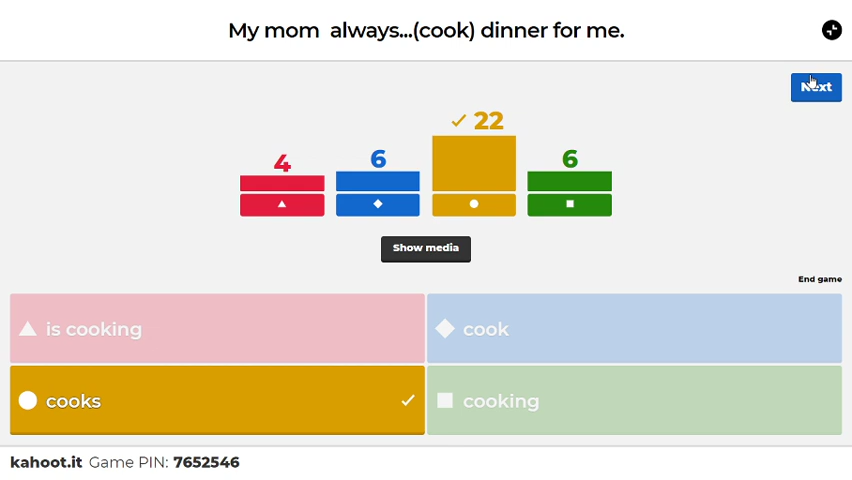 My mom  always...(cook) dinner for me.
Next
4
6
22
6
Show media
End game
is cooking
cook
cooks
cooking
kahoot.it Game PIN: 7652546